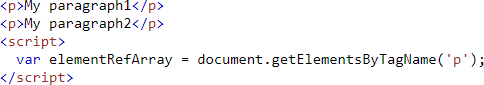 <p>My paragraph1</p>
<p>My paragraph2</p>
<script>
  var elementRefArray = document.getElementsByTagName('p');
</script>